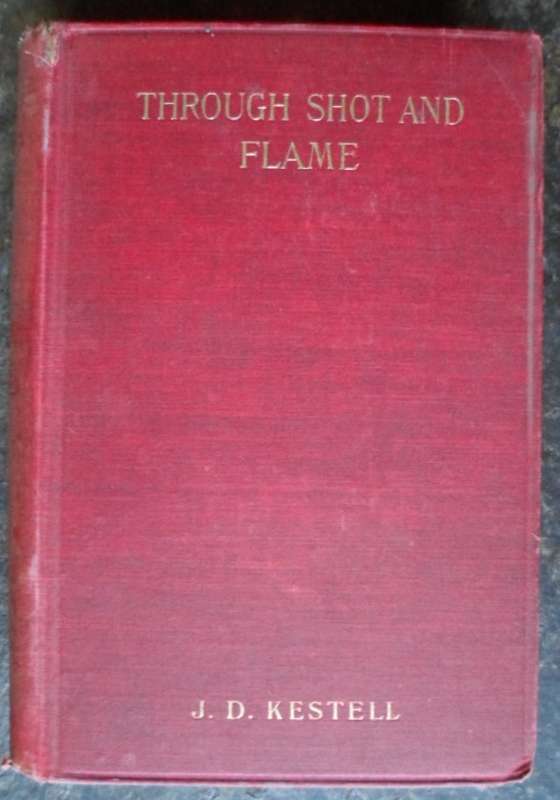 THROUGH SHOT AND
FLAME
J. D. KESTELL